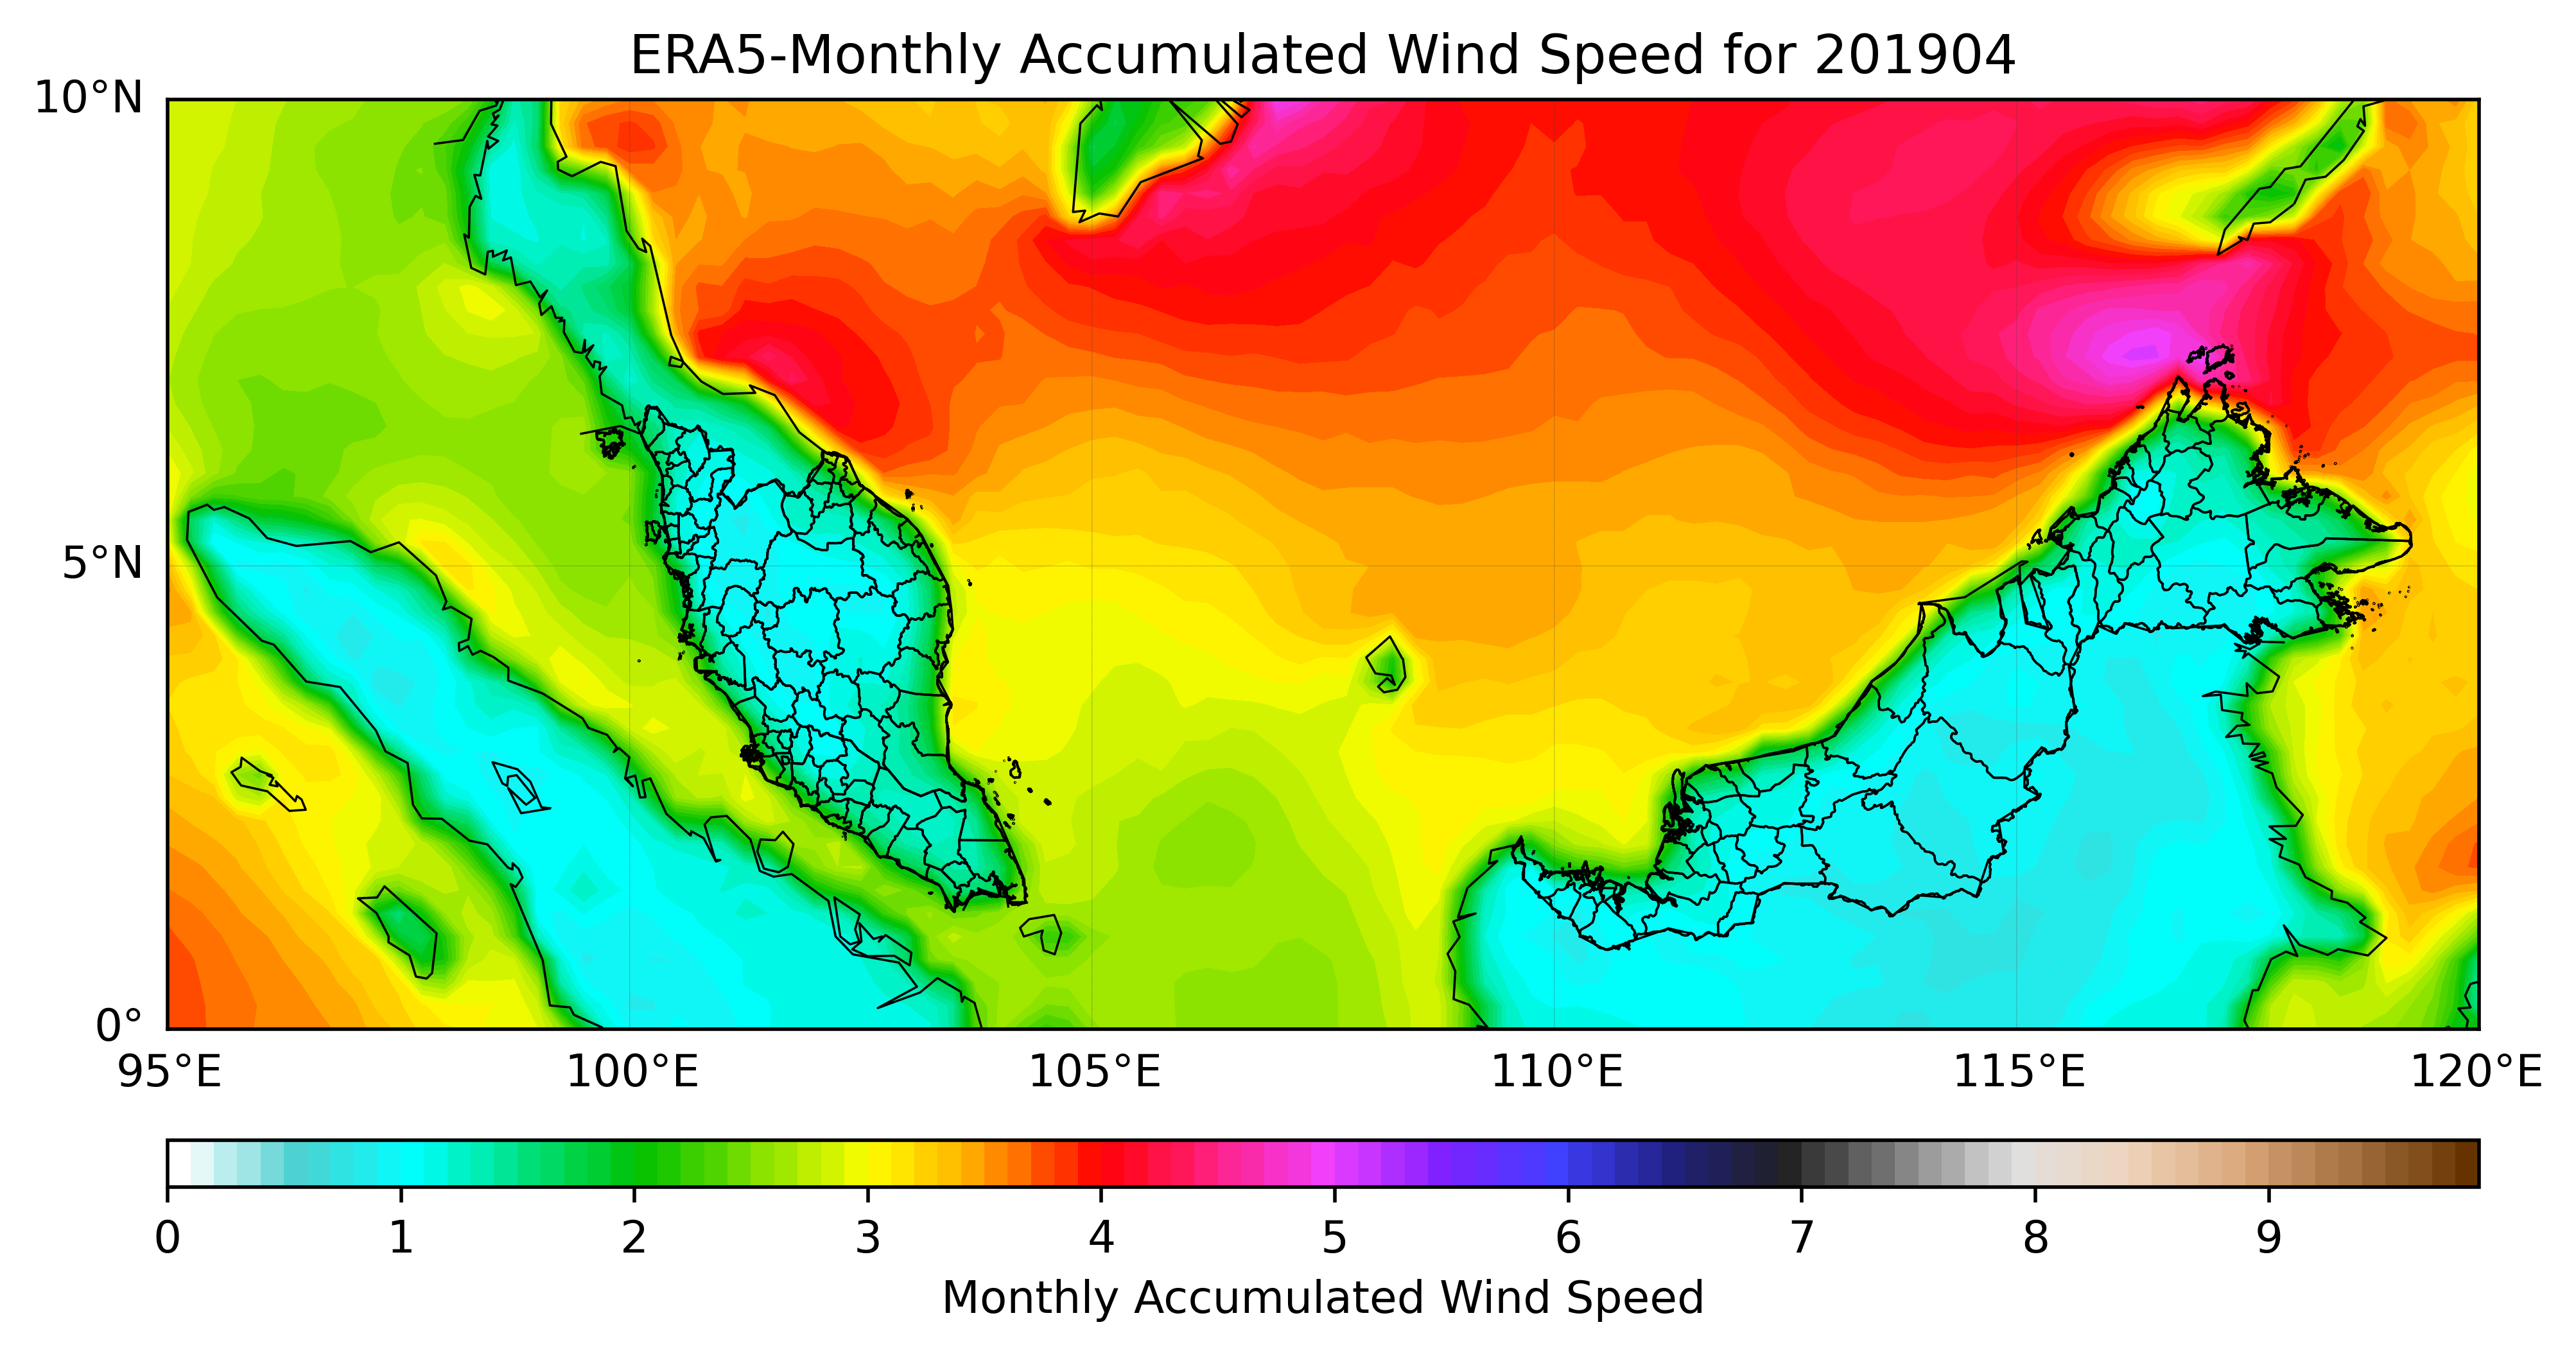 ERA5-Monthly Accumulated Wind Speed for 201904
10°N
5°N
0°
95°E 100°E 105°E 110°E 115°E 120°E
0 1 2 3 4 5 6 7 8 9
Monthly Accumulated Wind Speed